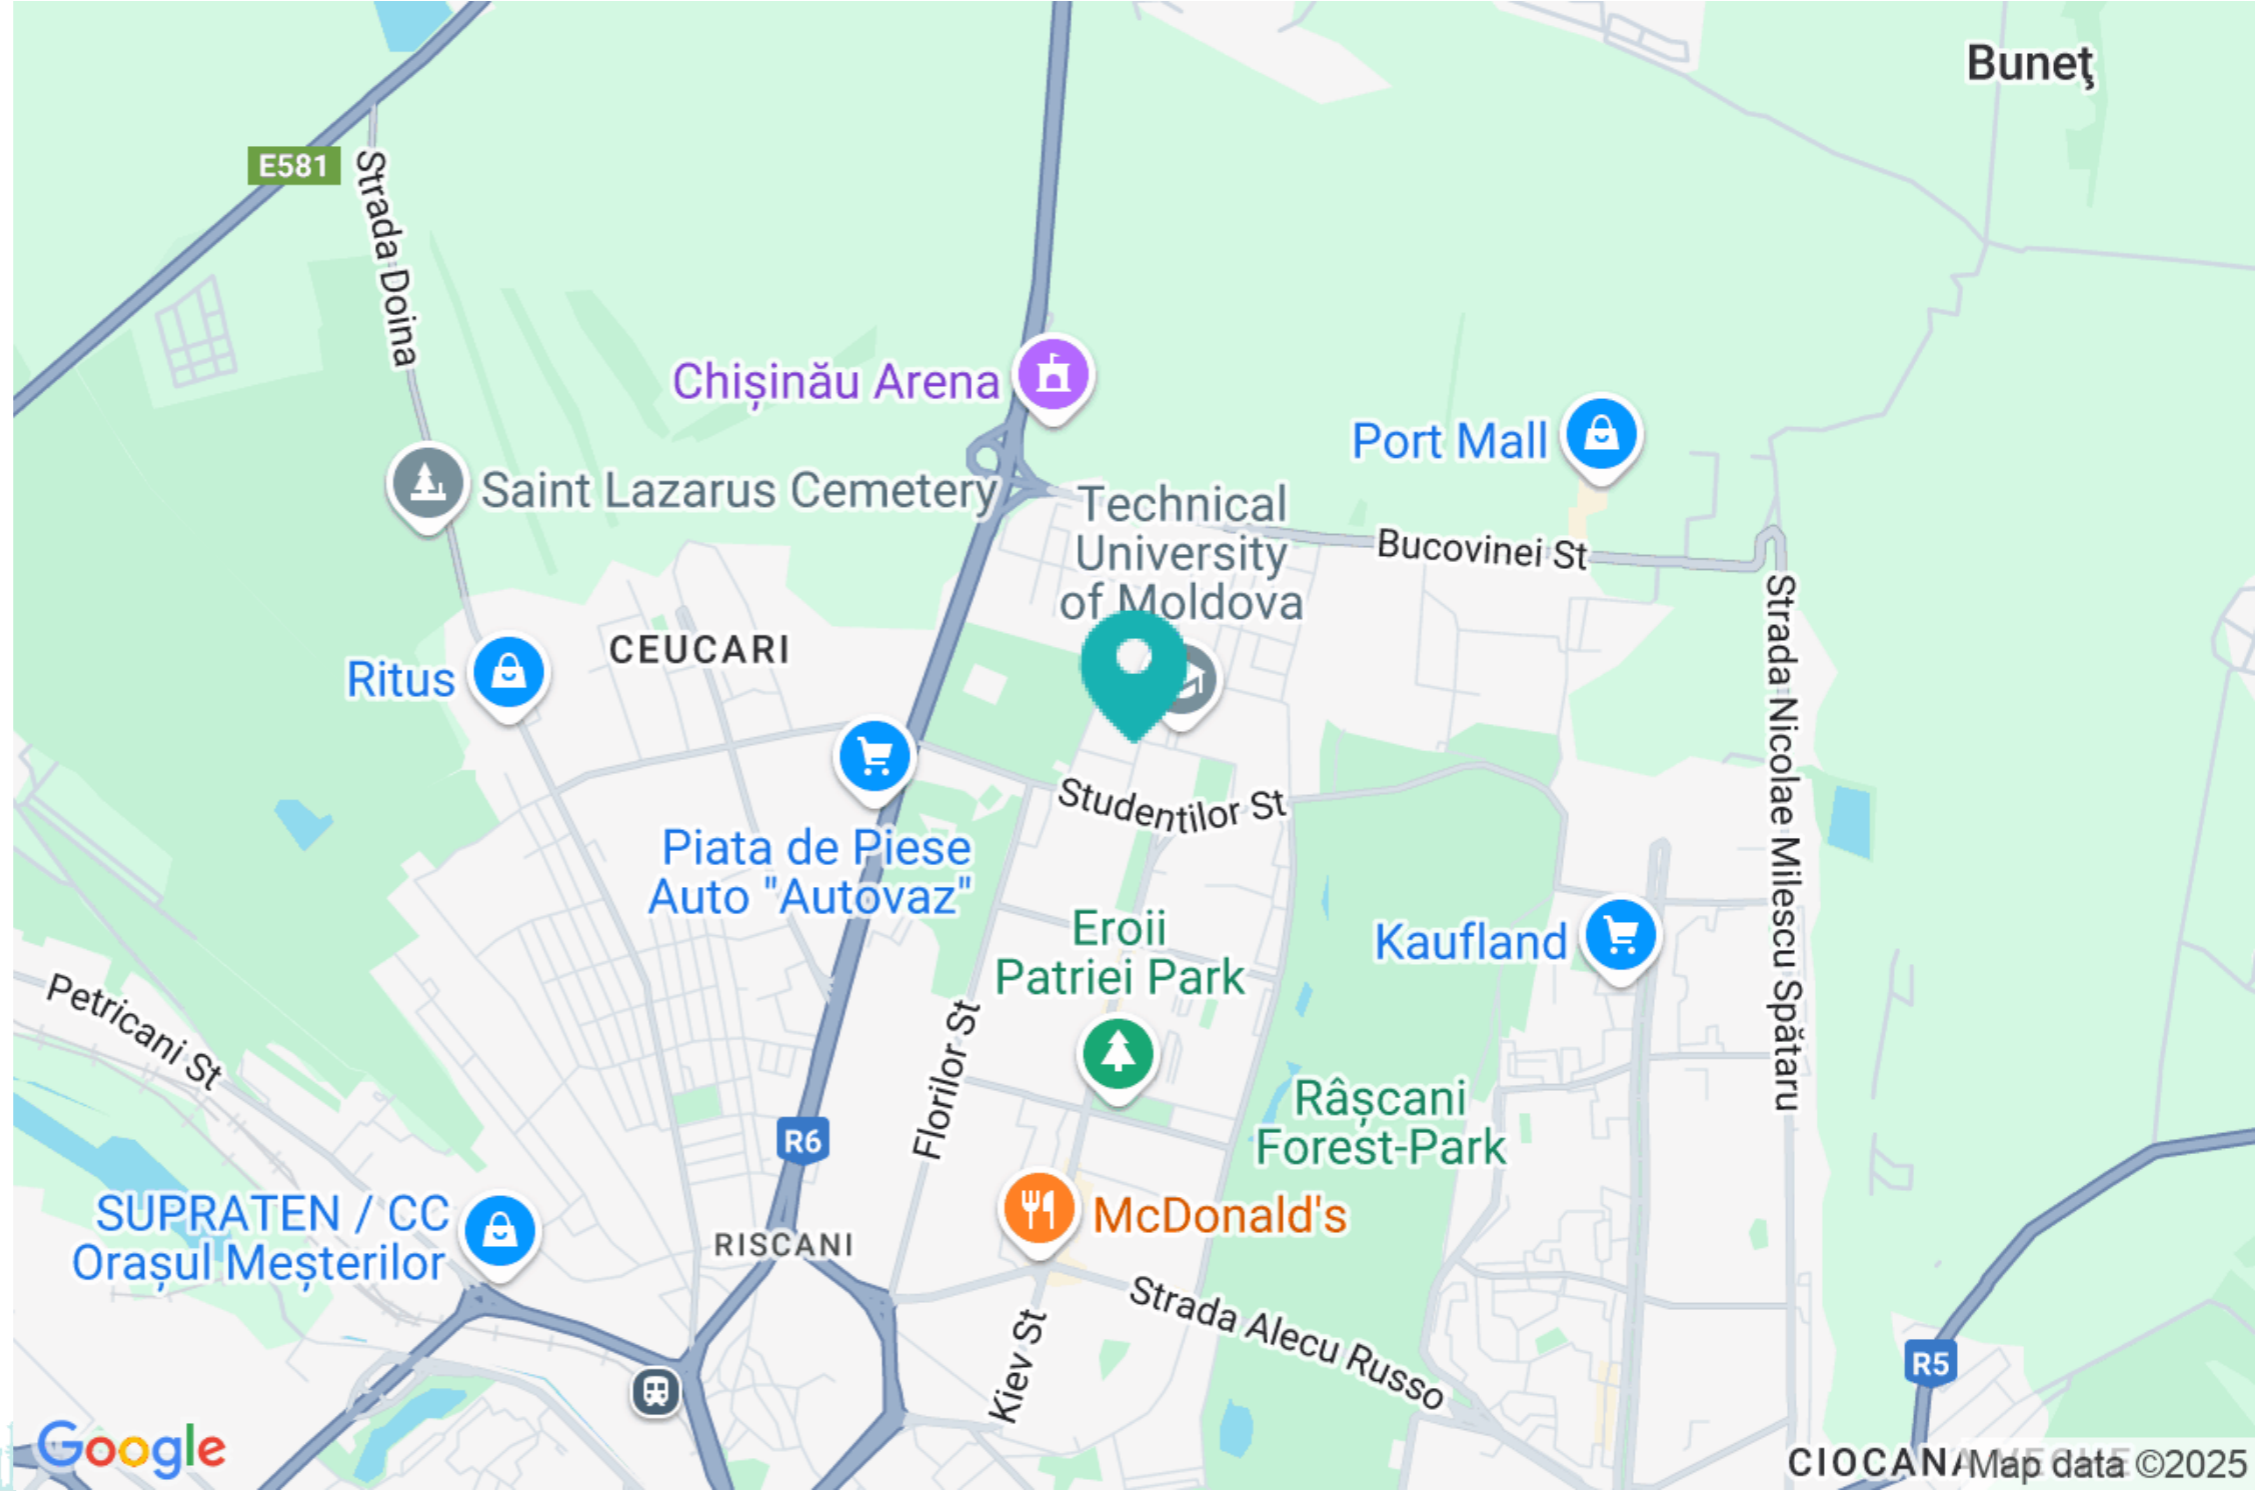 Buneţ
E581
Strada Doina
Chișinău Arena
Port Mall
Saint Lazarus Cemetery
Technical
University
of Moldova
Bucovinei St
Strada Nicolae Milescu Spătaru
CEUCARI
Ritus
Studentilor St
Piata de Piese
Auto "Autovaz"
Eroii
Patriei Park
Kaufland
Petricani St
Florilor St
Râșcani
Forest-Park
R6
SUPRATEN / CC
Orașul Meșterilor
McDonald's
RISCANI
Strada Alecu Russo
Kiev St
R5
Google
CIOCANA VECHE
Map data ©2025